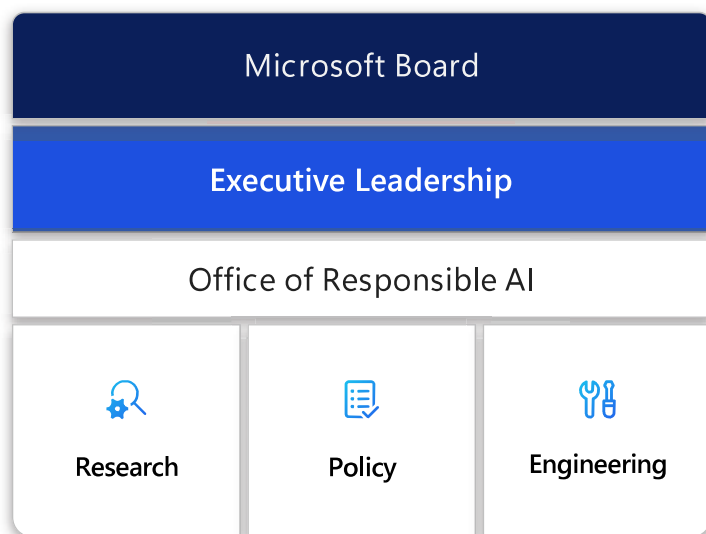 Microsoft Board
Executive Leadership
Office of Responsible AI
Research
Policy
Engineering